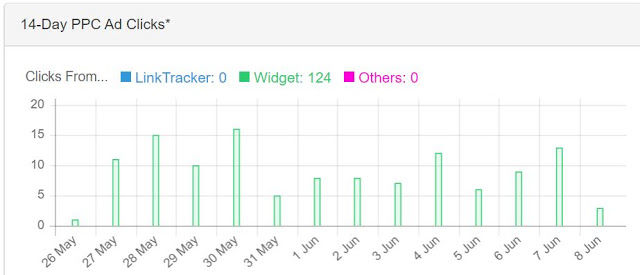 14-Day PPC Ad Clicks*
Clicks From... LinkTracker: 0 Widget: 124 Others: 0
20
15
10
5
0
26 May 27 May 28 May 29 May 30 May 31 May 1 Jun 2 Jun 3 Jun 4 Jun 5 Jun 6 Jun 7 Jun 8 Jun